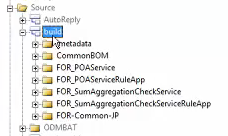 Source
AutoReply
build
metadata
CommonBOM
FOR_POAService
FOR_POAServiceRuleApp
FOR_SumAggregationCheckService
FOR_SumAggregationCheckServiceRuleApp
FOR-Common-JP
ODMBAT